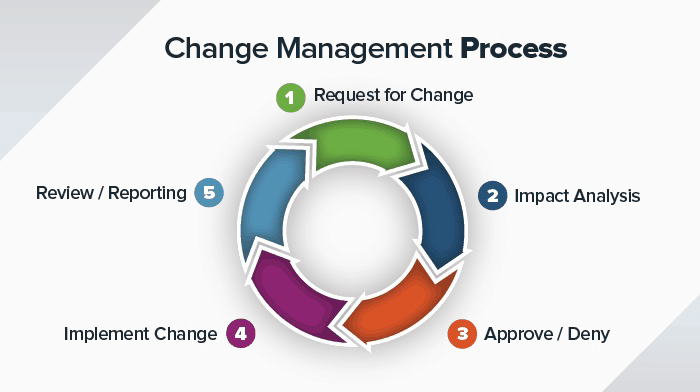 Change Management Process
1 Request for Change
2 Impact Analysis
3 Approve / Deny
4 Implement Change
5 Review / Reporting